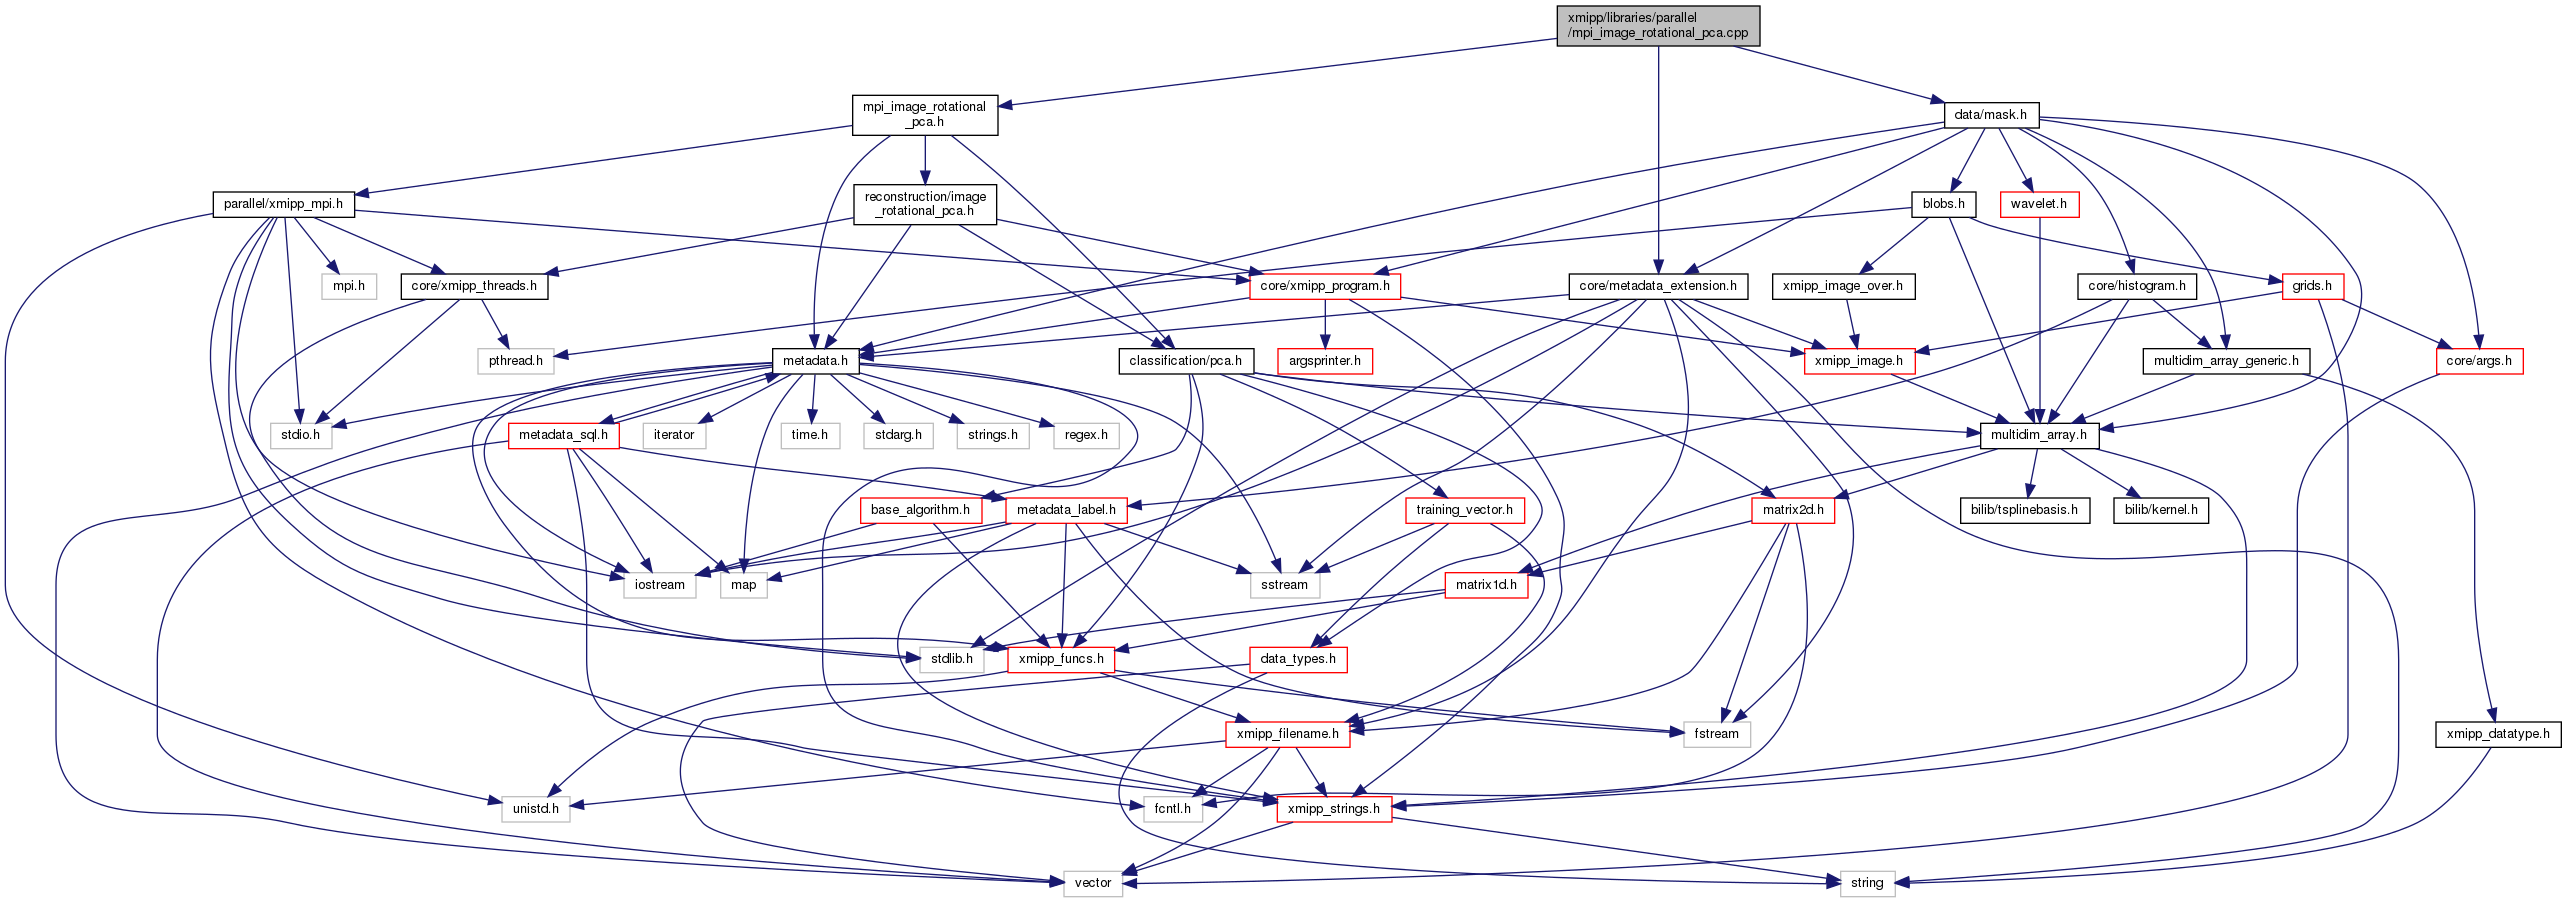 xmipp/libraries/parallel
/mpi_image_rotational_pca.cpp
mpi_image_rotational
_pca.h
data/mask.h
parallel/xmipp_mpi.h
reconstruction/image
_rotational_pca.h
blobs.h
wavelet.h
mpi.h
core/xmipp_threads.h
core/xmipp_program.h
core/metadata_extension.h
xmipp_image_over.h
core/histogram.h
grids.h
pthread.h
metadata.h
classification/pca.h
argsprinter.h
xmipp_image.h
multidim_array_generic.h
core/args.h
stdio.h
metadata_sql.h
iterator
time.h
stdarg.h
strings.h
regex.h
multidim_array.h
base_algorithm.h
metadata_label.h
training_vector.h
matrix2d.h
bilib/tsplinebasis.h
bilib/kernel.h
iostream
map
sstream
matrix1d.h
stdlib.h
xmipp_funcs.h
data_types.h
xmipp_filename.h
fstream
xmipp_datatype.h
unistd.h
fcntl.h
xmipp_strings.h
vector
string